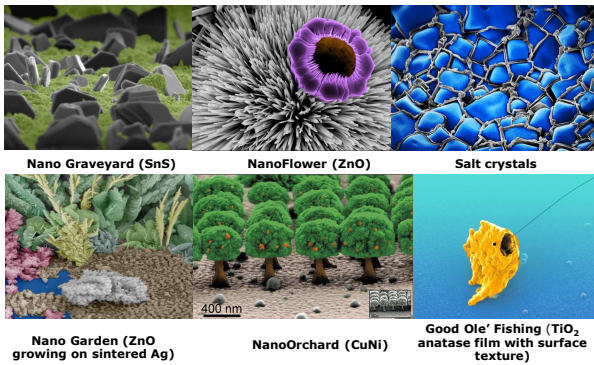 Nano Graveyard (SnS)
NanoFlower (ZnO)
Salt crystals
400 nm
Nano Garden (ZnO
growing on sintered Ag)
NanoOrchard (CuNi)
Good Ole’ Fishing (TiO₂
anatase film with surface
texture)